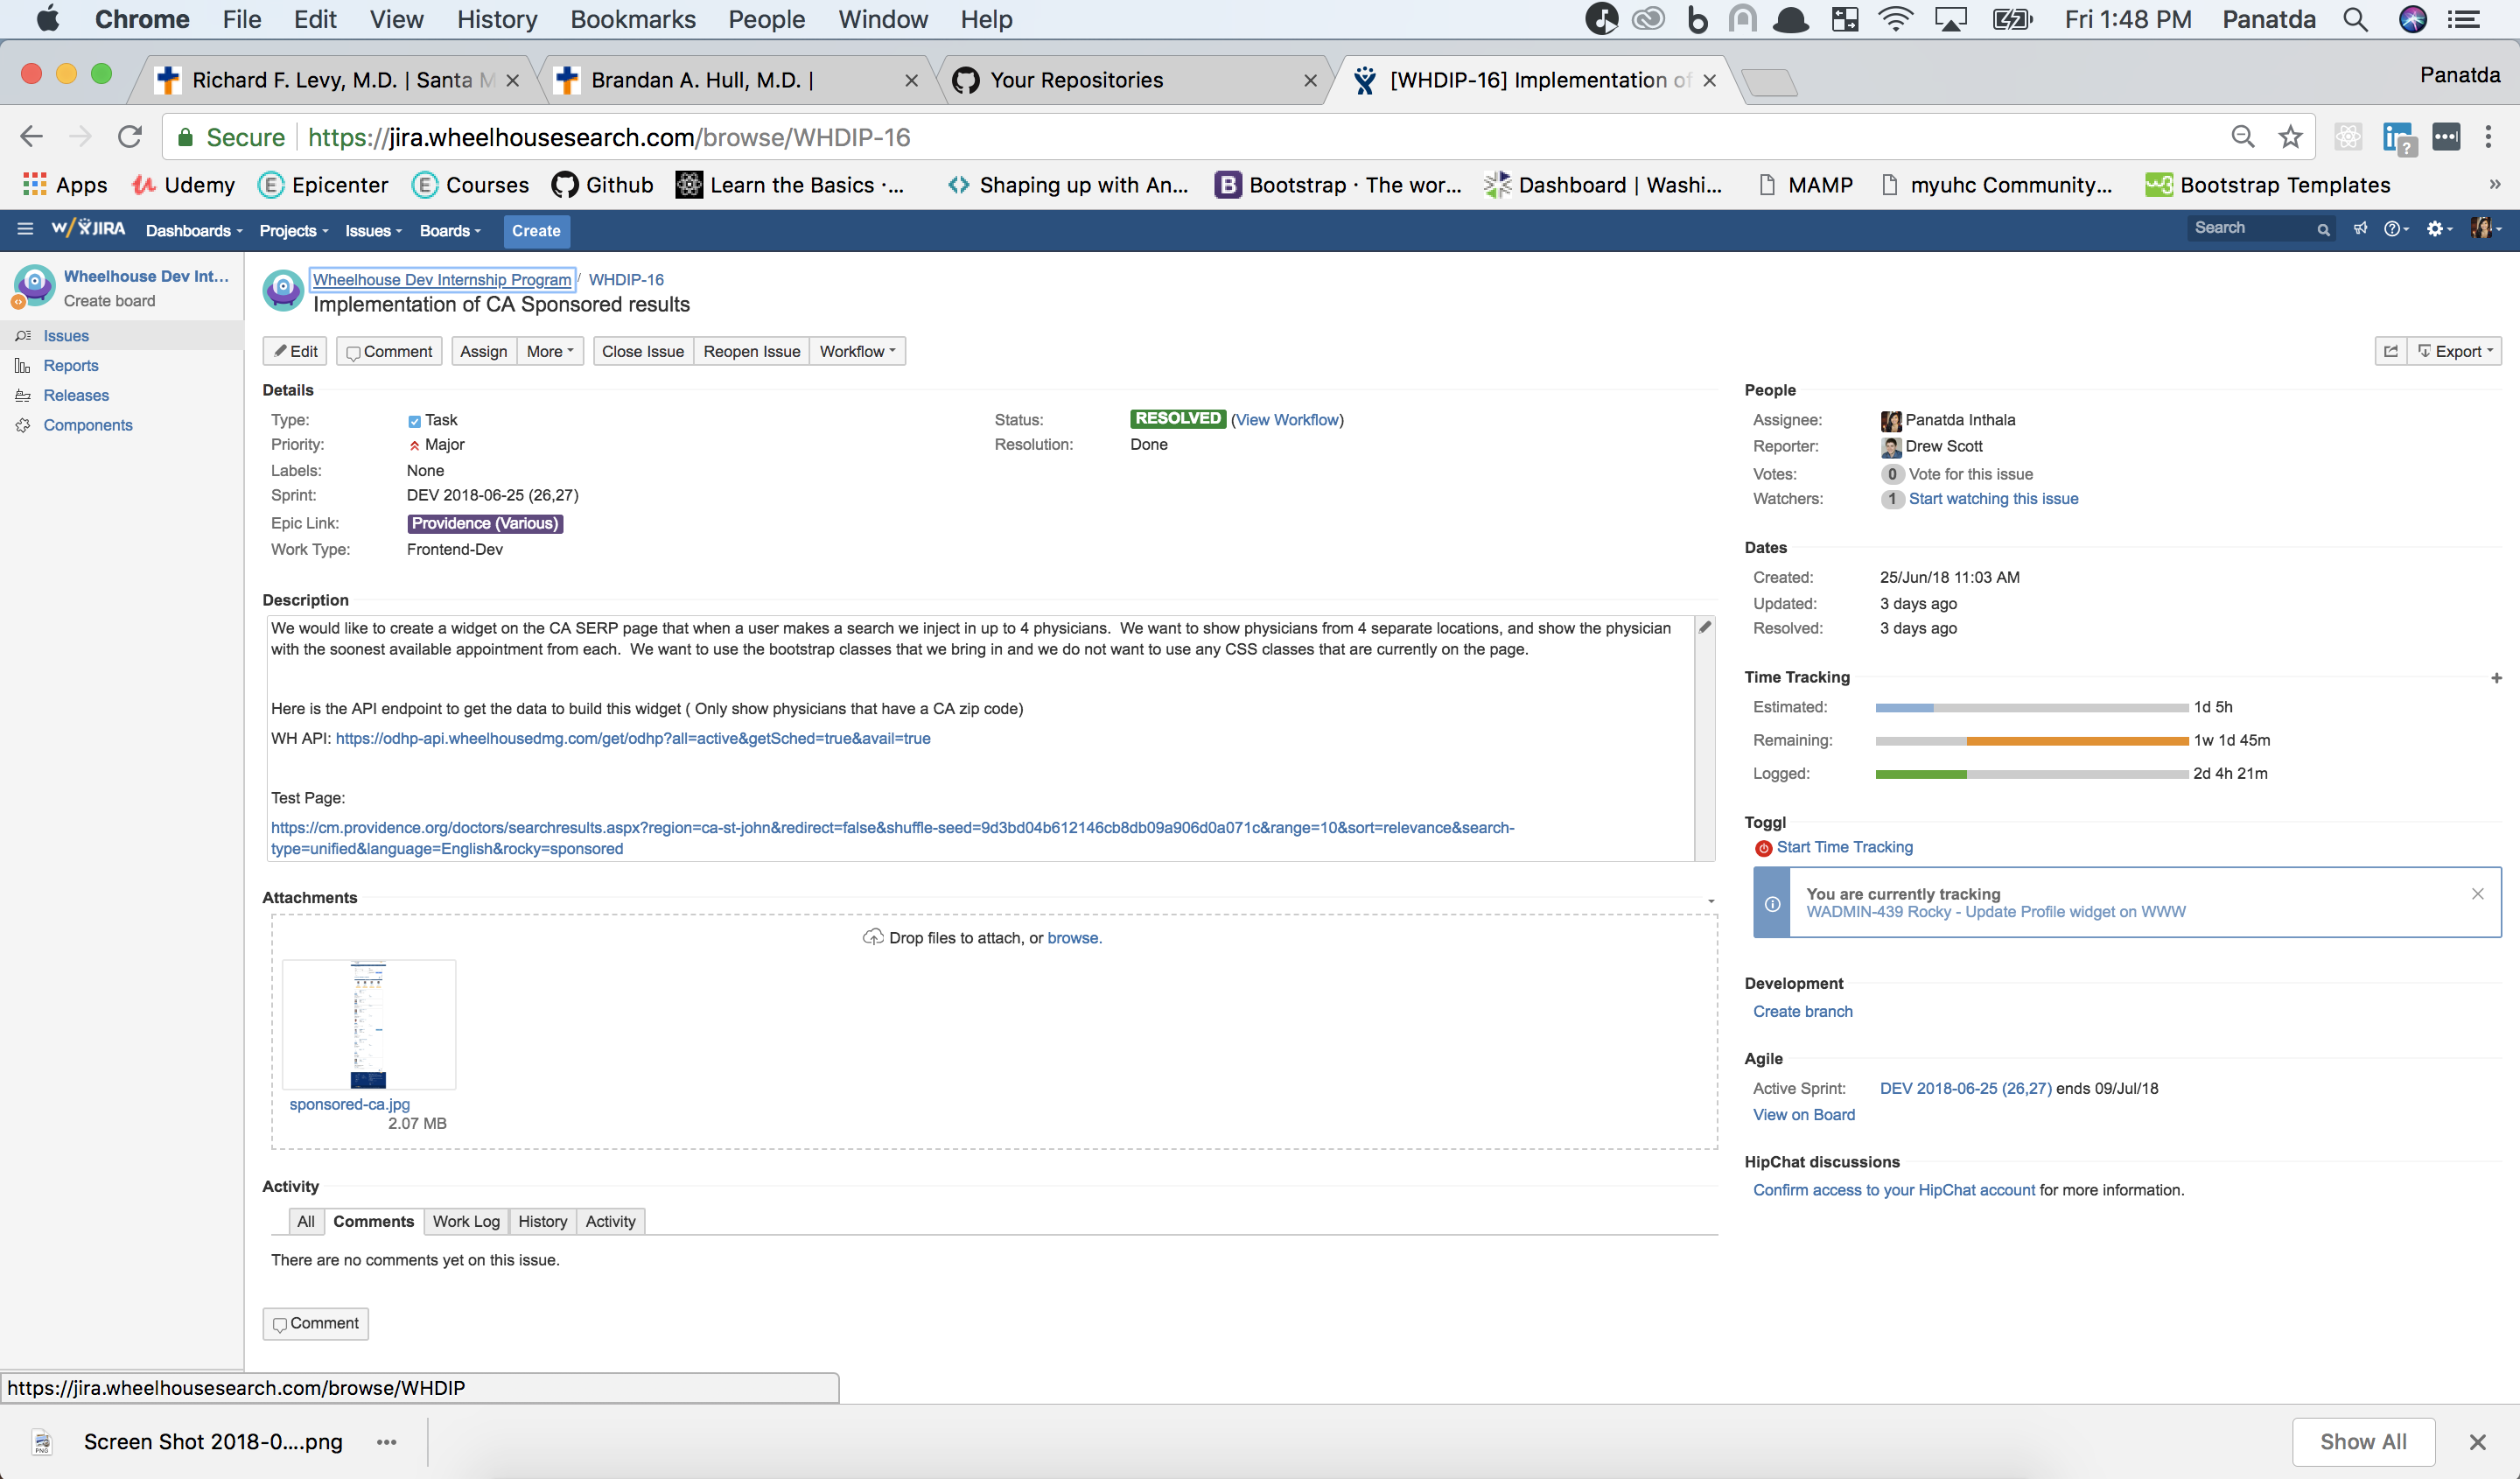 Chrome File Edit View History Bookmarks People Window Help Fri 1:48 PM Panatda
Richard F. Levy, M.D. | Santa M
Brandan A. Hull, M.D. |
Your Repositories
[WHDIP-16] Implementation of
Panatda
Secure https://jira.wheelhousesearch.com/browse/WHDIP-16
Apps Udemy Epicenter Courses Github Learn the Basics ·... Shaping up with An... Bootstrap · The wor... Dashboard | Washi... MAMP myuhc Community... Bootstrap Templates »
w/JIRA Dashboards Projects Issues Boards Create Search
Wheelhouse Dev Int...
Create board
Issues
Reports
Releases
Components
Wheelhouse Dev Internship Program / WHDIP-16
Implementation of CA Sponsored results
Edit Comment Assign More Close Issue Reopen Issue Workflow Export
Details
Type: Task
Priority: Major
Labels: None
Sprint: DEV 2018-06-25 (26,27)
Epic Link: Providence (Various)
Work Type: Frontend-Dev
Status: RESOLVED (View Workflow)
Resolution: Done
Description
We would like to create a widget on the CA SERP page that when a user makes a search we inject in up to 4 physicians. We want to show physicians from 4 separate locations, and show the physician
with the soonest available appointment from each. We want to use the bootstrap classes that we bring in and we do not want to use any CSS classes that are currently on the page.
Here is the API endpoint to get the data to build this widget ( Only show physicians that have a CA zip code)
WH API: https://odhp-api.wheelhousedmg.com/get/odhp?all=active&getSched=true&avail=true
Test Page:
https://cm.providence.org/doctors/searchresults.aspx?region=ca-st-john&redirect=false&shuffle-seed=9d3bd04b612146cb8db09a906d0a071c&range=10&sort=relevance&search-
type=unified&language=English&rocky=sponsored
Attachments
Drop files to attach, or browse.
sponsored-ca.jpg
2.07 MB
Activity
All Comments Work Log History Activity
There are no comments yet on this issue.
Comment
People
Assignee: Panatda Inthala
Reporter: Drew Scott
Votes: 0 Vote for this issue
Watchers: 1 Start watching this issue
Dates
Created: 25/Jun/18 11:03 AM
Updated: 3 days ago
Resolved: 3 days ago
Time Tracking
Estimated: 1d 5h
Remaining: 1w 1d 45m
Logged: 2d 4h 21m
Toggl
Start Time Tracking
You are currently tracking
WADMIN-439 Rocky - Update Profile widget on WWW
Development
Create branch
Agile
Active Sprint: DEV 2018-06-25 (26,27) ends 09/Jul/18
View on Board
HipChat discussions
Confirm access to your HipChat account for more information.
https://jira.wheelhousesearch.com/browse/WHDIP
Screen Shot 2018-0....png
Show All